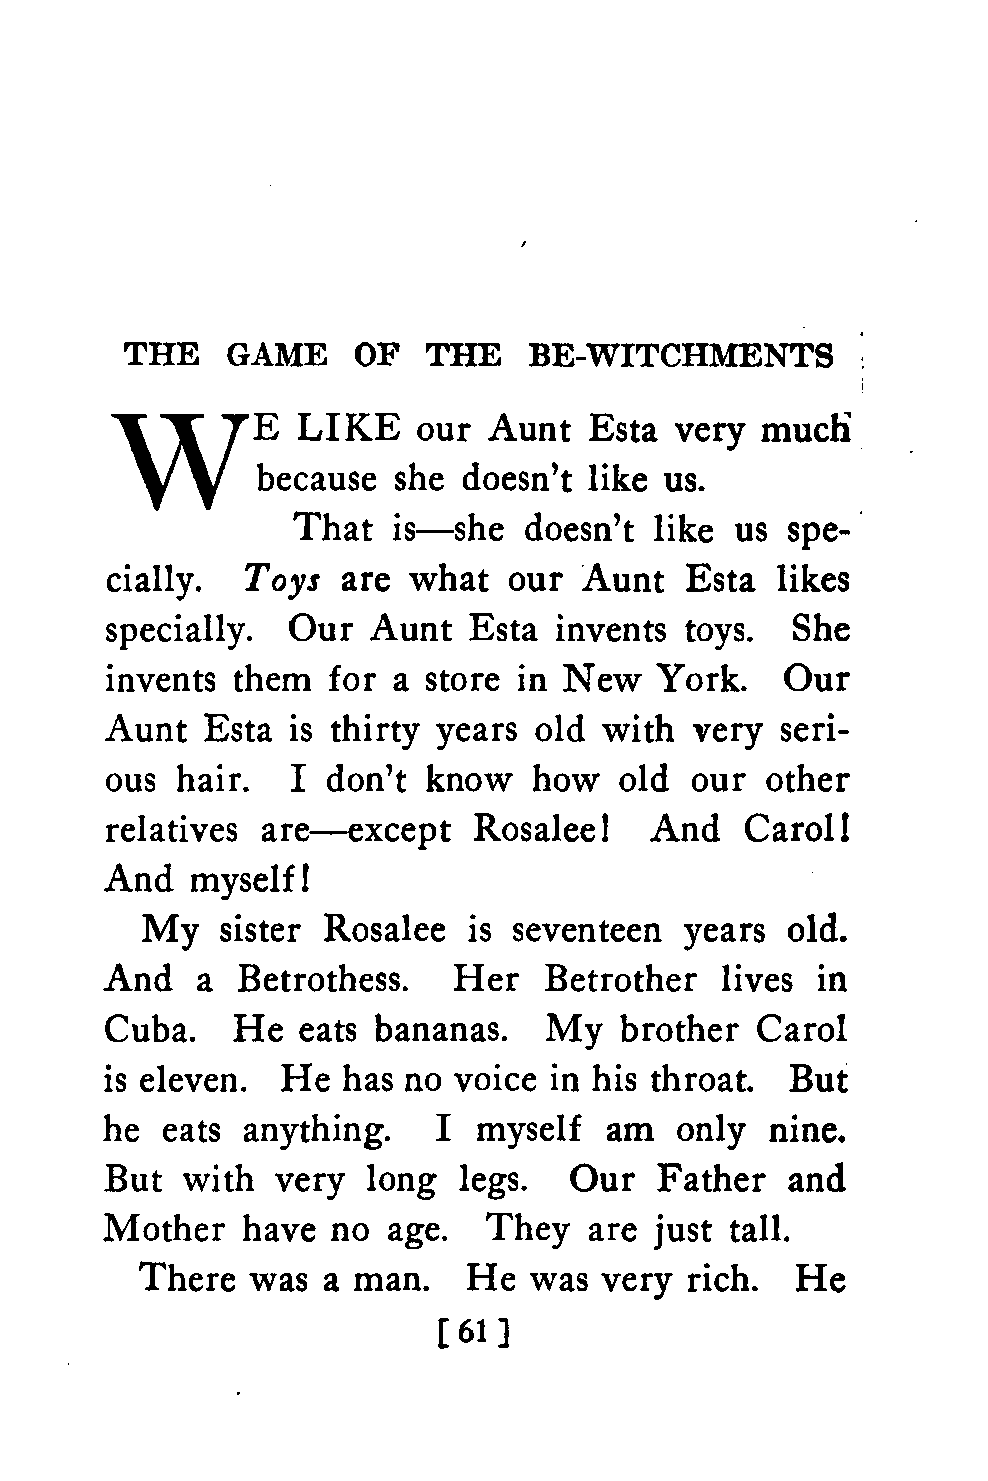 THE GAME OF THE BE-WITCHMENTS
WE LIKE our Aunt Esta very much
because she doesn't like us.
That is—she doesn't like us spe-
cially. Toys are what our Aunt Esta likes
specially. Our Aunt Esta invents toys. She
invents them for a store in New York. Our
Aunt Esta is thirty years old with very seri-
ous hair. I don't know how old our other
relatives are—except Rosalee! And Carol!
And myself!
My sister Rosalee is seventeen years old.
And a Betrothess. Her Betrother lives in
Cuba. He eats bananas. My brother Carol
is eleven. He has no voice in his throat. But
he eats anything. I myself am only nine.
But with very long legs. Our Father and
Mother have no age. They are just tall.
There was a man. He was very rich. He
[ 61 ]